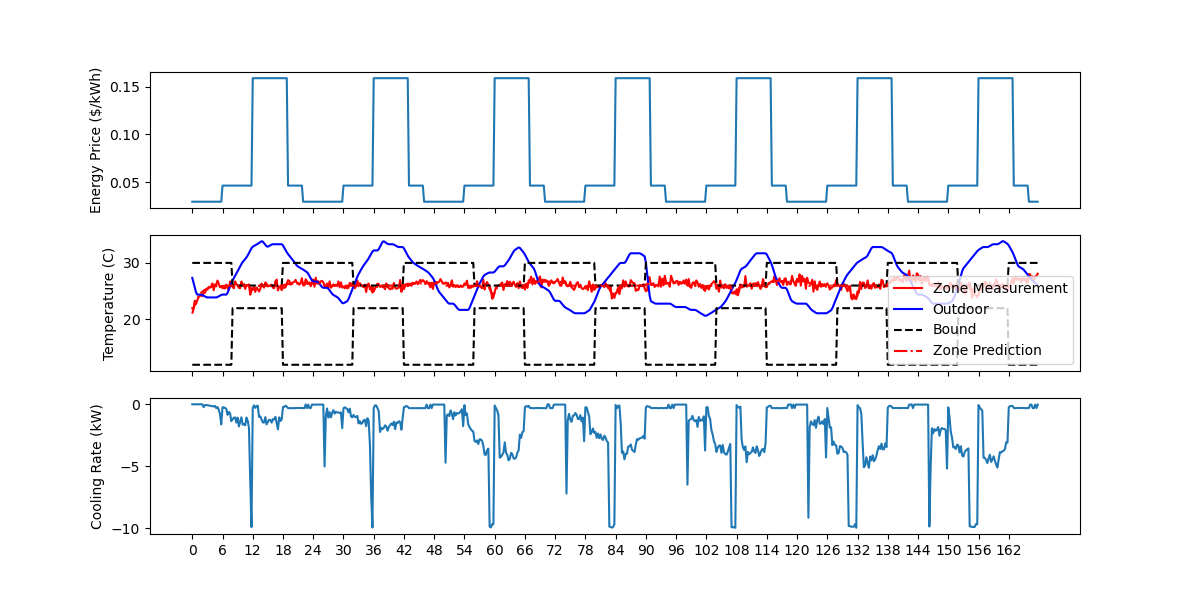 Energy Price ($/kWh)
0.15
0.10
0.05
Temperature (C)
30
20
Zone Measurement
Outdoor
Bound
Zone Prediction
Cooling Rate (kW)
0
−5
−10
0 6 12 18 24 30 36 42 48 54 60 66 72 78 84 90 96 102 108 114 120 126 132 138 144 150 156 162